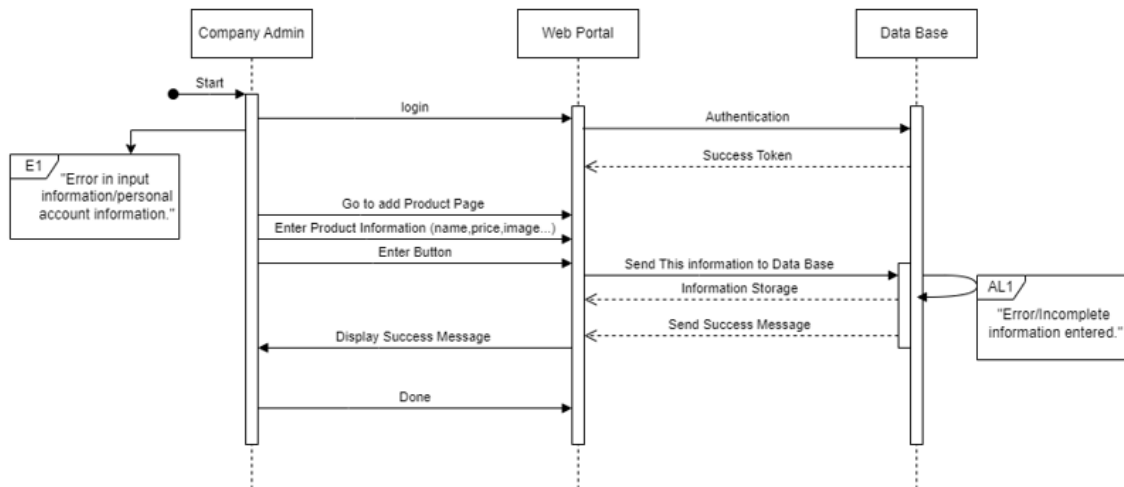 Company Admin
Web Portal
Data Base
Start
login
Authentication
E1
"Error in input
information/personal
account information."
Success Token
Go to add Product Page
Enter Product Information (name,price,image...)
Enter Button
Send This information to Data Base
Information Storage
AL1
"Error/Incomplete
information entered."
Send Success Message
Display Success Message
Done